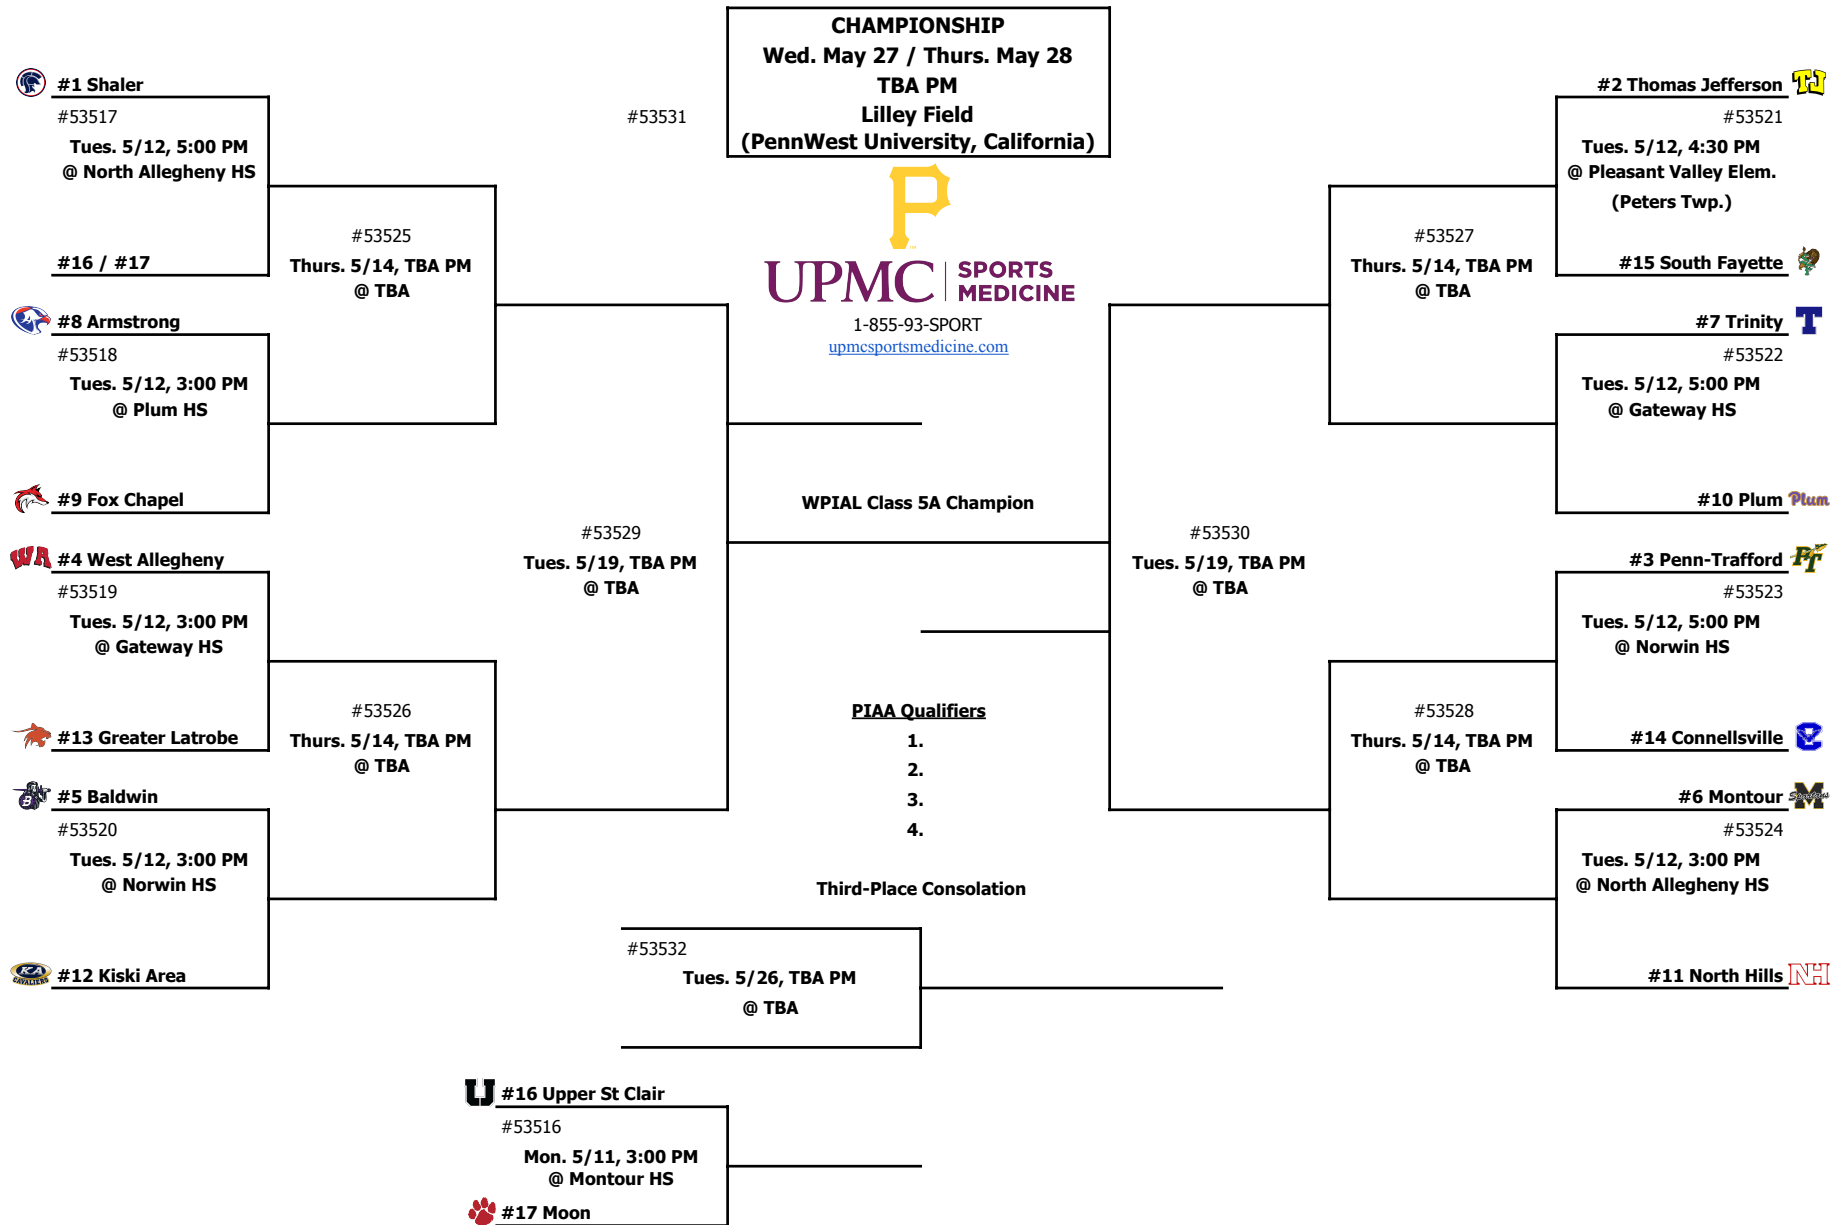 CHAMPIONSHIP
Wed. May 27 / Thurs. May 28
TBA PM
Lilley Field
(PennWest University, California)
#53531
P
UPMC SPORTS MEDICINE
1-855-93-SPORT
upmcsportsmedicine.com
#1 Shaler
#53517
Tues. 5/12, 5:00 PM
@ North Allegheny HS
#16 / #17
#8 Armstrong
#53518
Tues. 5/12, 3:00 PM
@ Plum HS
#9 Fox Chapel
WA
#4 West Allegheny
#53519
Tues. 5/12, 3:00 PM
@ Gateway HS
#13 Greater Latrobe
B
#5 Baldwin
#53520
Tues. 5/12, 3:00 PM
@ Norwin HS
KA
CAVALIERS
#12 Kiski Area
#53525
Thurs. 5/14, TBA PM
@ TBA
#53526
Thurs. 5/14, TBA PM
@ TBA
#53529
Tues. 5/19, TBA PM
@ TBA
WPIAL Class 5A Champion
PIAA Qualifiers
1.
2.
3.
4.
Third-Place Consolation
#53532
Tues. 5/26, TBA PM
@ TBA
U
#16 Upper St Clair
#53516
Mon. 5/11, 3:00 PM
@ Montour HS
#17 Moon
#53530
Tues. 5/19, TBA PM
@ TBA
#53527
Thurs. 5/14, TBA PM
@ TBA
#53528
Thurs. 5/14, TBA PM
@ TBA
#2 Thomas Jefferson TJ
#53521
Tues. 5/12, 4:30 PM
@ Pleasant Valley Elem.
(Peters Twp.)
#15 South Fayette
#7 Trinity T
#53522
Tues. 5/12, 5:00 PM
@ Gateway HS
#10 Plum Plum
#3 Penn-Trafford PT
#53523
Tues. 5/12, 5:00 PM
@ Norwin HS
#14 Connellsville C
#6 Montour M
#53524
Tues. 5/12, 3:00 PM
@ North Allegheny HS
#11 North Hills NH